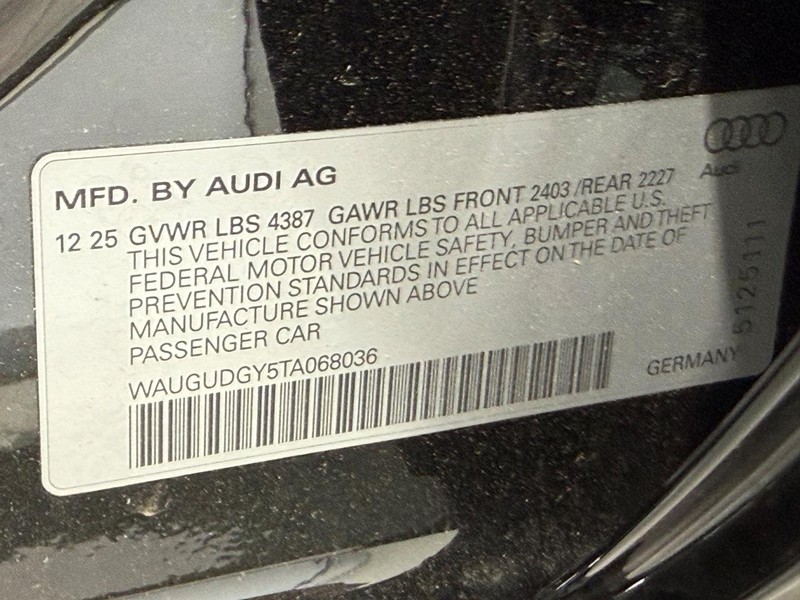 MFD. BY AUDI AG
Audi
12 25 GVWR LBS 4387 GAWR LBS FRONT 2403 /REAR 2227
THIS VEHICLE CONFORMS TO ALL APPLICABLE U.S.
FEDERAL MOTOR VEHICLE SAFETY, BUMPER AND THEFT
PREVENTION STANDARDS IN EFFECT ON THE DATE OF
MANUFACTURE SHOWN ABOVE
PASSENGER CAR
WAUGUDGY5TA068036
GERMANY
5125111